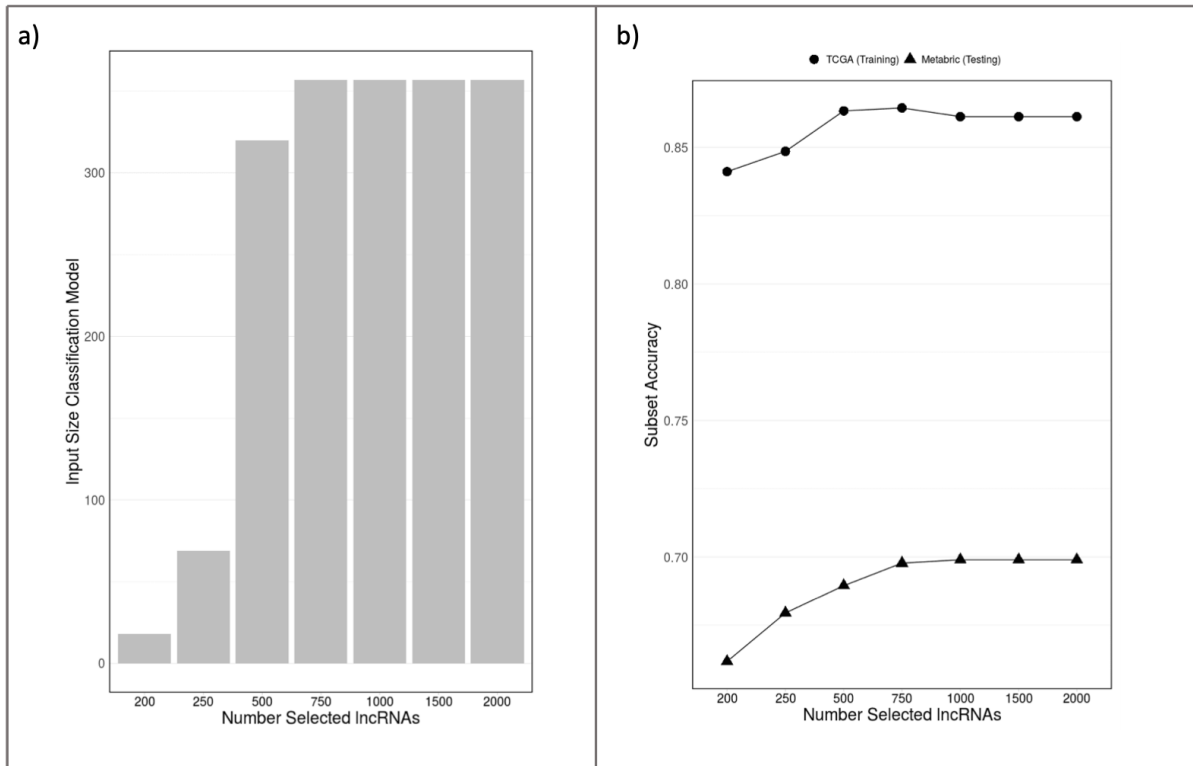 a)
Input Size Classification Model
300
200
100
0
200 250 500 750 1000 1500 2000
Number Selected lncRNAs
b)
TCGA (Training) Metabric (Testing)
Subset Accuracy
0.85
0.80
0.75
0.70
200 250 500 750 1000 1500 2000
Number Selected lncRNAs